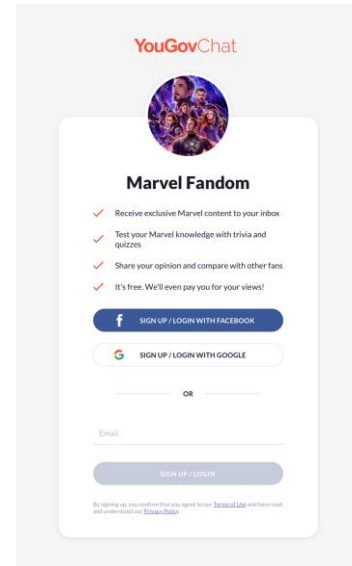 YouGovChat
Marvel Fandom
Receive exclusive Marvel content to your inbox
Test your Marvel knowledge with trivia and
quizzes
Share your opinion and compare with other fans
It's free. We'll even pay you for your views!
f SIGN UP / LOGIN WITH FACEBOOK
G SIGN UP / LOGIN WITH GOOGLE
OR
Email
SIGN UP / LOGIN
By signing up, you confirm that you agree to our Terms of Use and have read
and understood our Privacy Policy